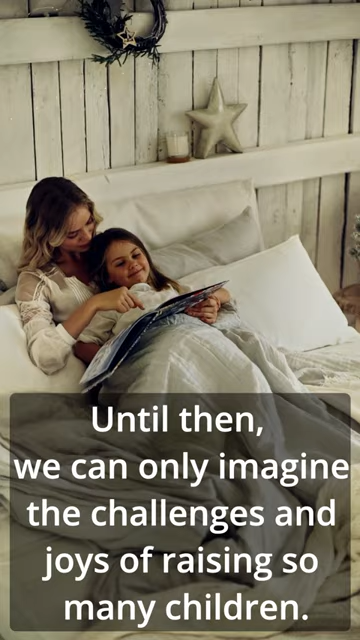 Until then,
we can only imagine
the challenges and
joys of raising so
many children.